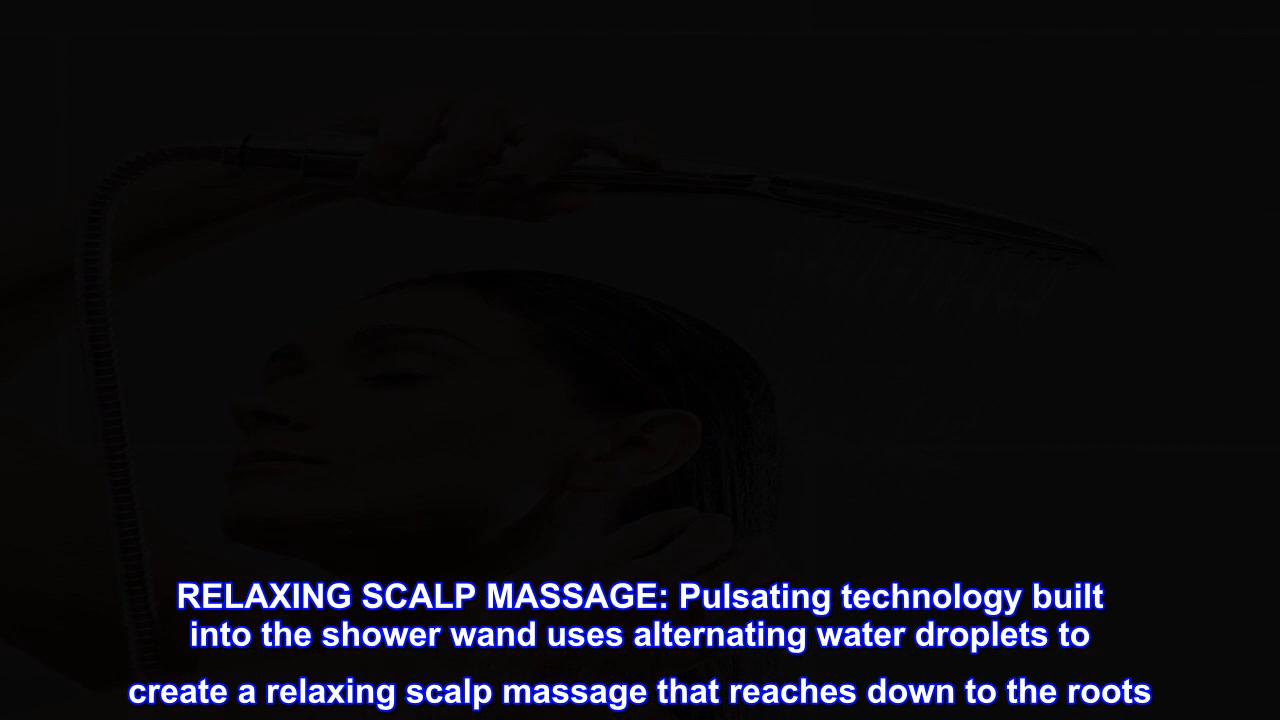 RELAXING SCALP MASSAGE: Pulsating technology built
into the shower wand uses alternating water droplets to
create a relaxing scalp massage that reaches down to the roots